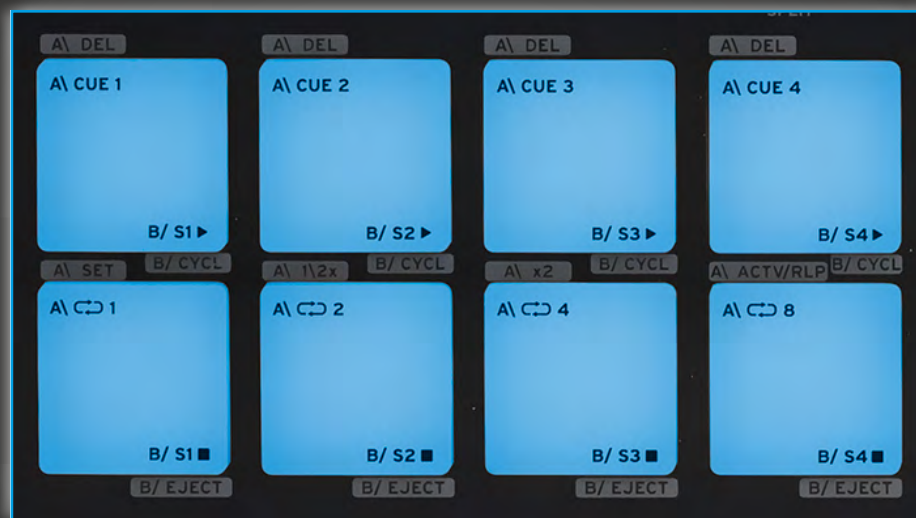 A\ DEL A\ DEL A\ DEL A\ DEL
A\ CUE 1 A\ CUE 2 A\ CUE 3 A\ CUE 4
B/ S1 ▶ B/ S2 ▶ B/ S3 ▶ B/ S4 ▶
B/ CYCL B/ CYCL B/ CYCL B/ CYCL
A\ SET A\ 1\2x A\ x2 A\ ACTV/RLP
A\ 1 A\ 2 A\ 4 A\ 8
B/ S1 ■ B/ S2 ■ B/ S3 ■ B/ S4 ■
B/ EJECT B/ EJECT B/ EJECT B/ EJECT